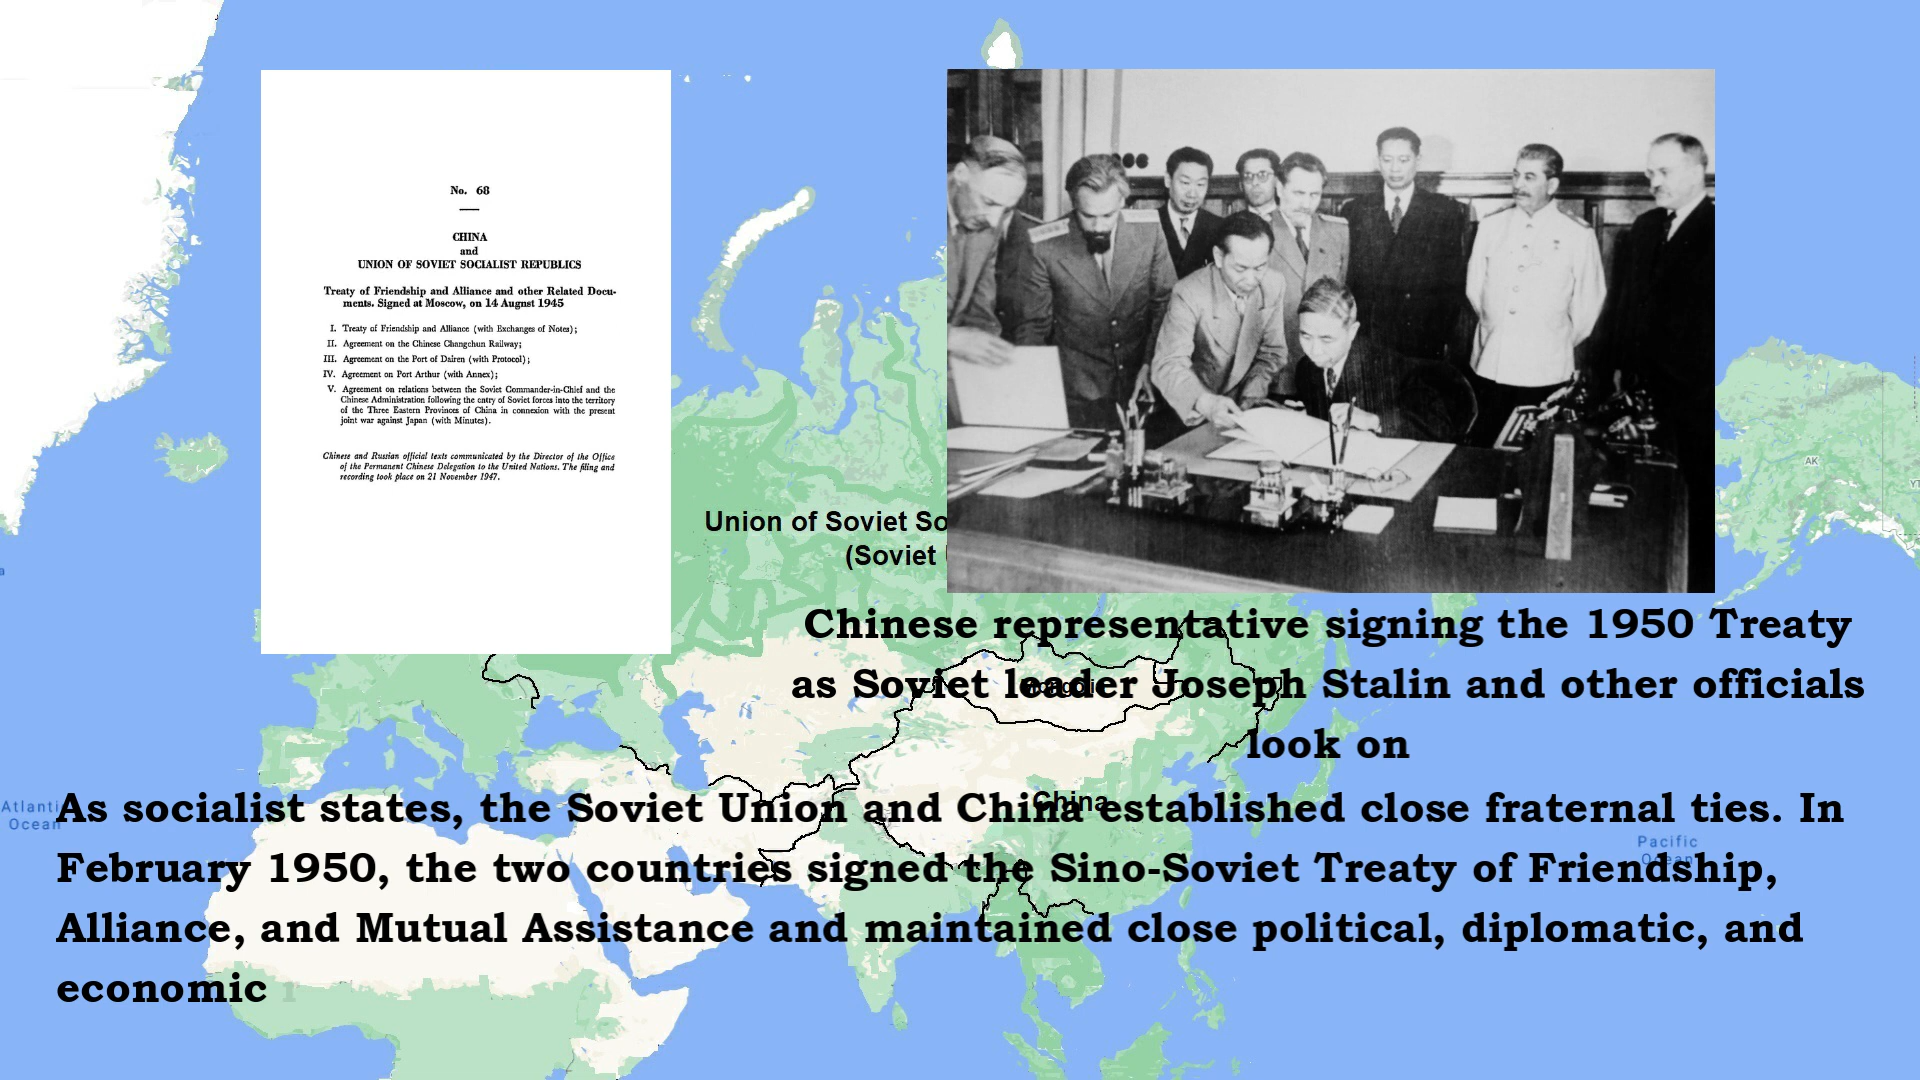 No. 68
CHINA
and
UNION OF SOVIET SOCIALIST REPUBLICS
Treaty of Friendship and Alliance and other Related Docu-
ments. Signed at Moscow, on 14 August 1945
I. Treaty of Friendship and Alliance (with Exchanges of Notes);
II. Agreement on the Chinese Changchun Railway;
III. Agreement on the Port of Dairen (with Protocol);
IV. Agreement on Port Arthur (with Annex);
V. Agreement on relations between the Soviet Commander-in-Chief and the
Chinese Administration following the entry of Soviet forces into the territory
of the Three Eastern Provinces of China in connexion with the present
joint war against Japan (with Minutes).
Chinese and Russian official texts communicated by the Director of the Office
of the Permanent Chinese Delegation to the United Nations. The filing and
recording took place on 21 November 1947.
Union of Soviet So
(Soviet
AK
YT
Chinese representative signing the 1950 Treaty
as Soviet leader Joseph Stalin and other officials
look on
Mongolia
China
Atlanti
Ocean
Pacific
Ocean
As socialist states, the Soviet Union and China established close fraternal ties. In
February 1950, the two countries signed the Sino-Soviet Treaty of Friendship,
Alliance, and Mutual Assistance and maintained close political, diplomatic, and
economic r